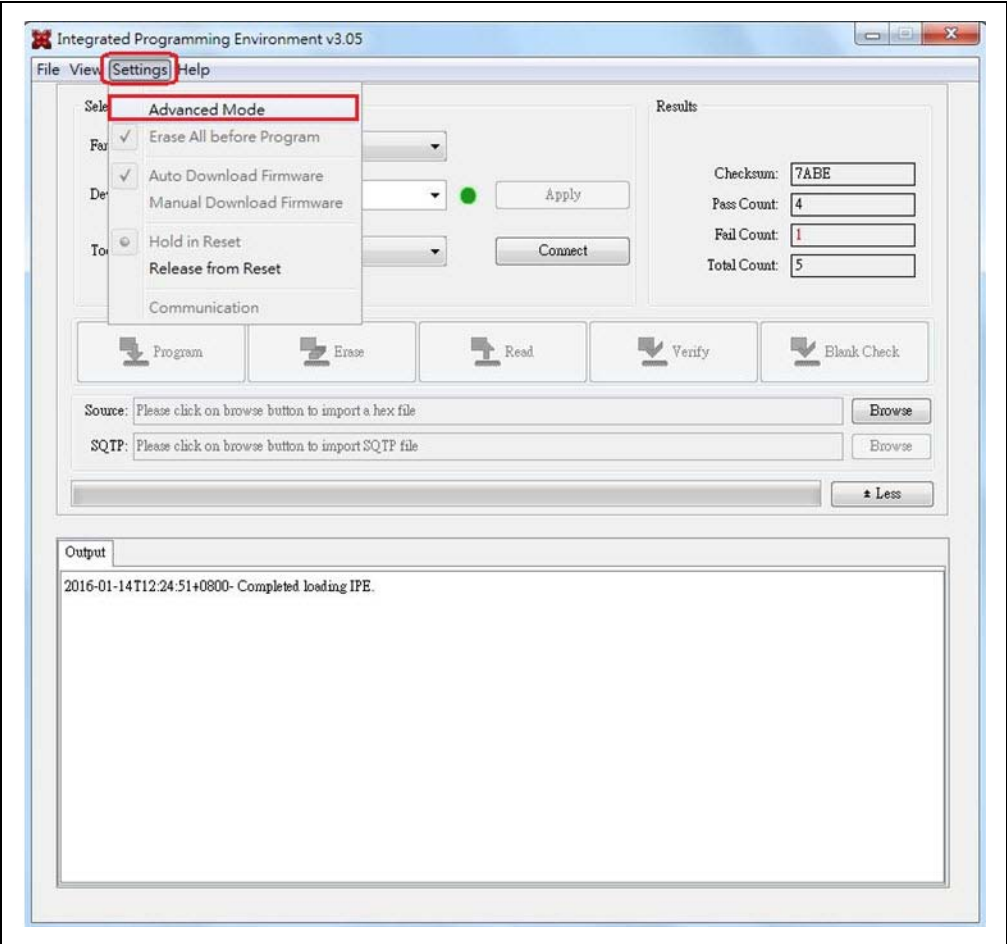 Integrated Programming Environment v3.05
File View Settings Help
Advanced Mode
Erase All before Program
Auto Download Firmware
Manual Download Firmware
Hold in Reset
Release from Reset
Communication
Apply
Connect
Results
Checksum: 7ABE
Pass Count: 4
Fail Count: 1
Total Count: 5
Program Erase Read Verify Blank Check
Source: Please click on browse button to import a hex file Browse
SQTP: Please click on browse button to import SQTP file Browse
Less
Output
2016-01-14T12:24:51+0800- Completed loading IPE.